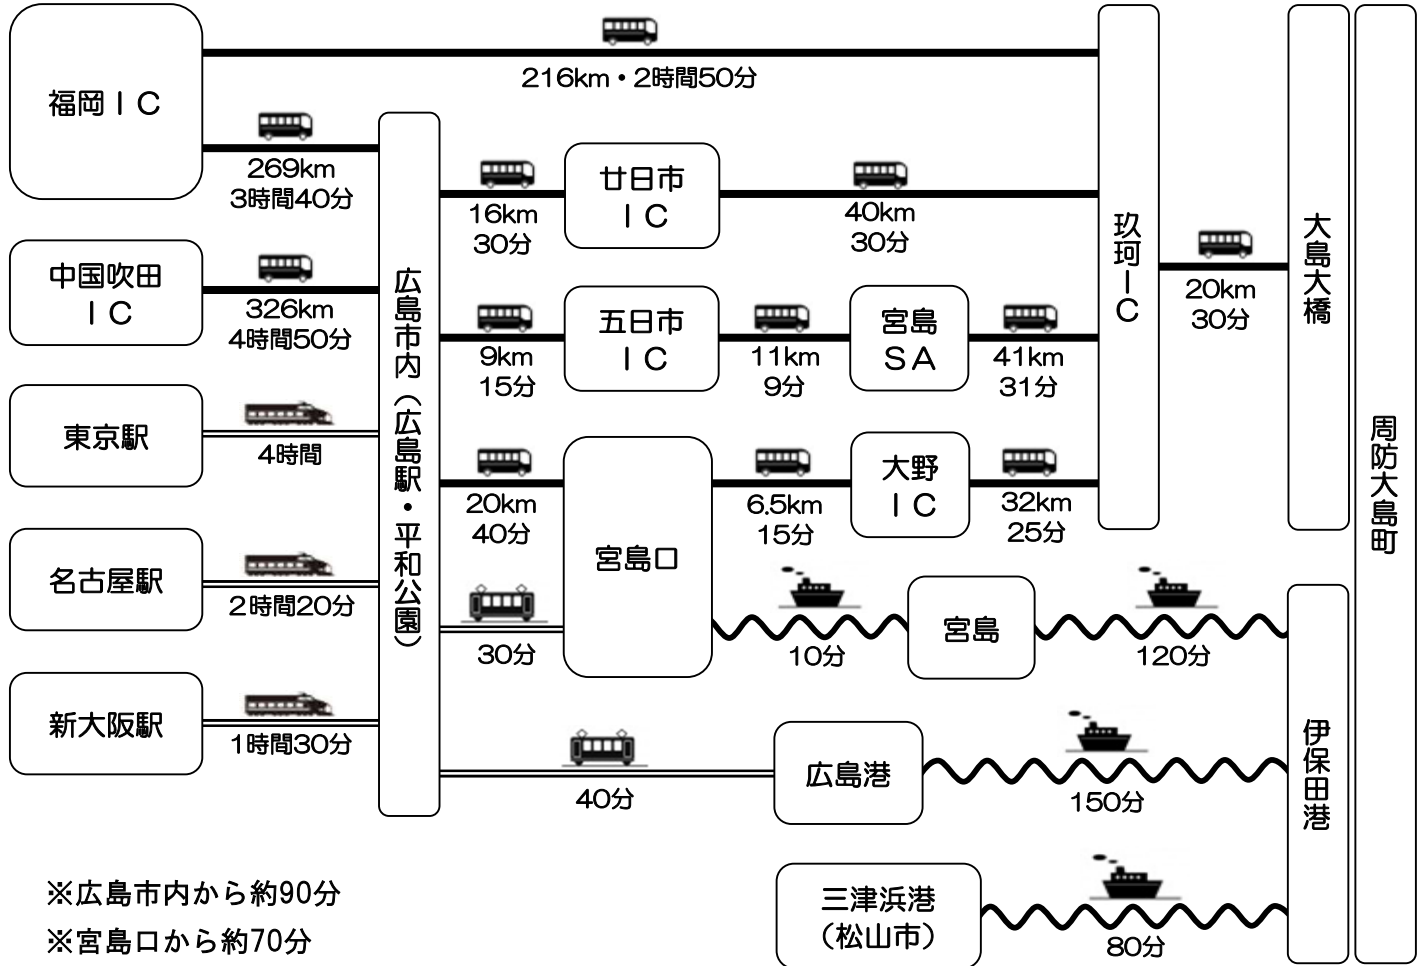 福岡ＩＣ
216km・2時間50分
269km
3時間40分
中国吹田
ＩＣ
326km
4時間50分
東京駅
4時間
名古屋駅
2時間20分
新大阪駅
1時間30分
広島市内（広島駅・平和公園）
16km
30分
廿日市
ＩＣ
40km
30分
9km
15分
五日市
ＩＣ
11km
9分
宮島
ＳＡ
41km
31分
20km
40分
30分
宮島口
6.5km
15分
大野
ＩＣ
32km
25分
10分
宮島
120分
40分
広島港
150分
三津浜港
（松山市）
80分
玖珂ＩＣ
20km
30分
大島大橋
伊保田港
周防大島町
※広島市内から約90分
※宮島口から約70分